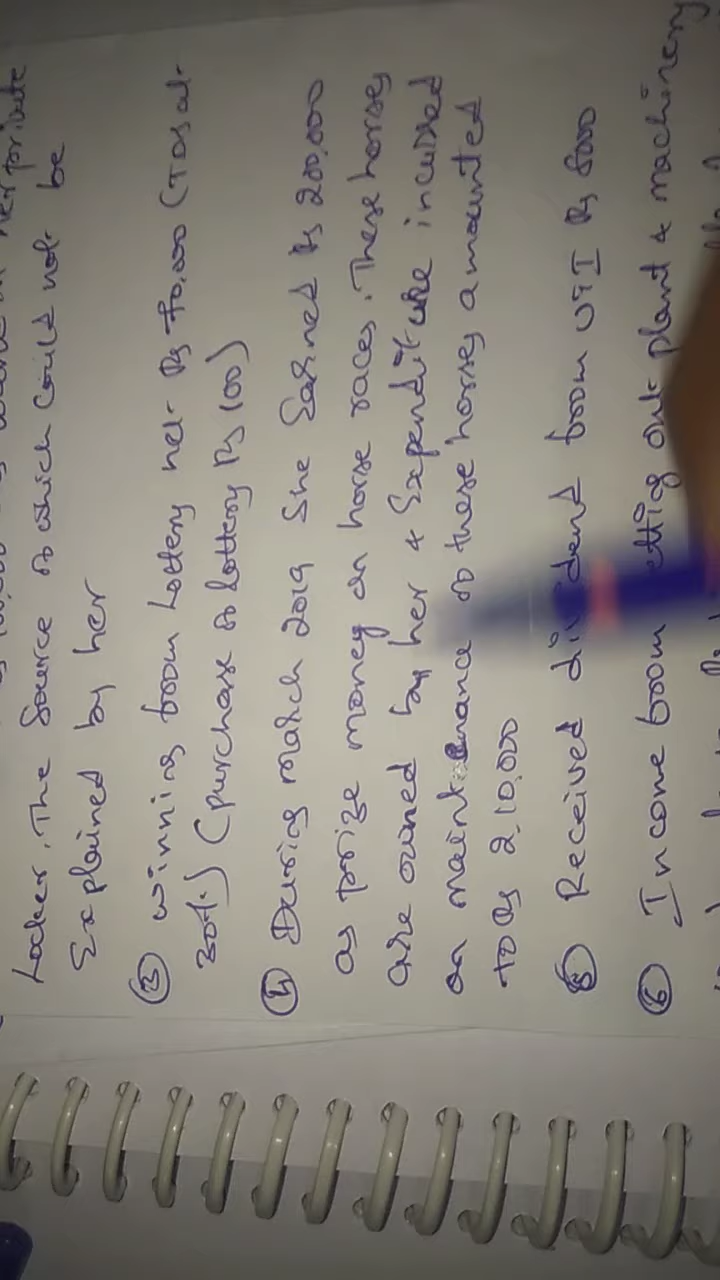 her private
Locker. The Source of which could not be
Explained by her
③ winning from Lottery net Rs 70,000 (TDS at
30%) (purchase of lottery Rs 100)
④ During March 2019 She Earned Rs 200,000
as prize money on horse races. These horses
are owned by her & Expenditure incurred
on maintenance of these horses amounted
to Rs 2,10,000
⑤ Received dividend from UTI Rs 8000
⑥ Income from letting out plant & machinery